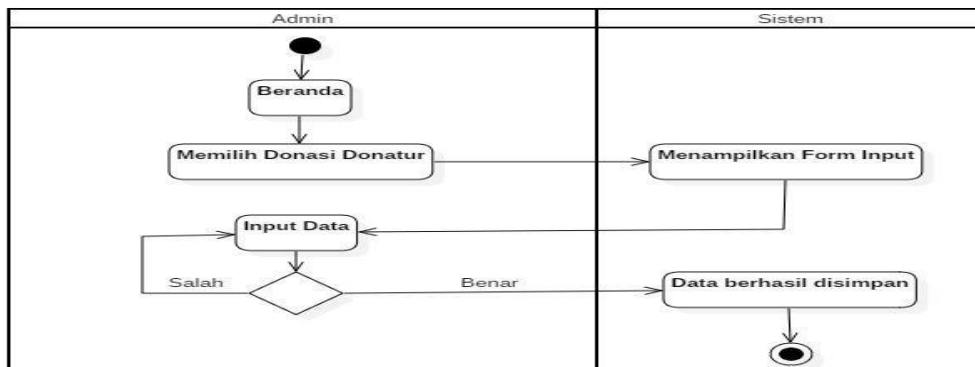 Admin
Sistem
Beranda
Memilih Donasi Donatur
Menampilkan Form Input
Input Data
Salah
Benar
Data berhasil disimpan